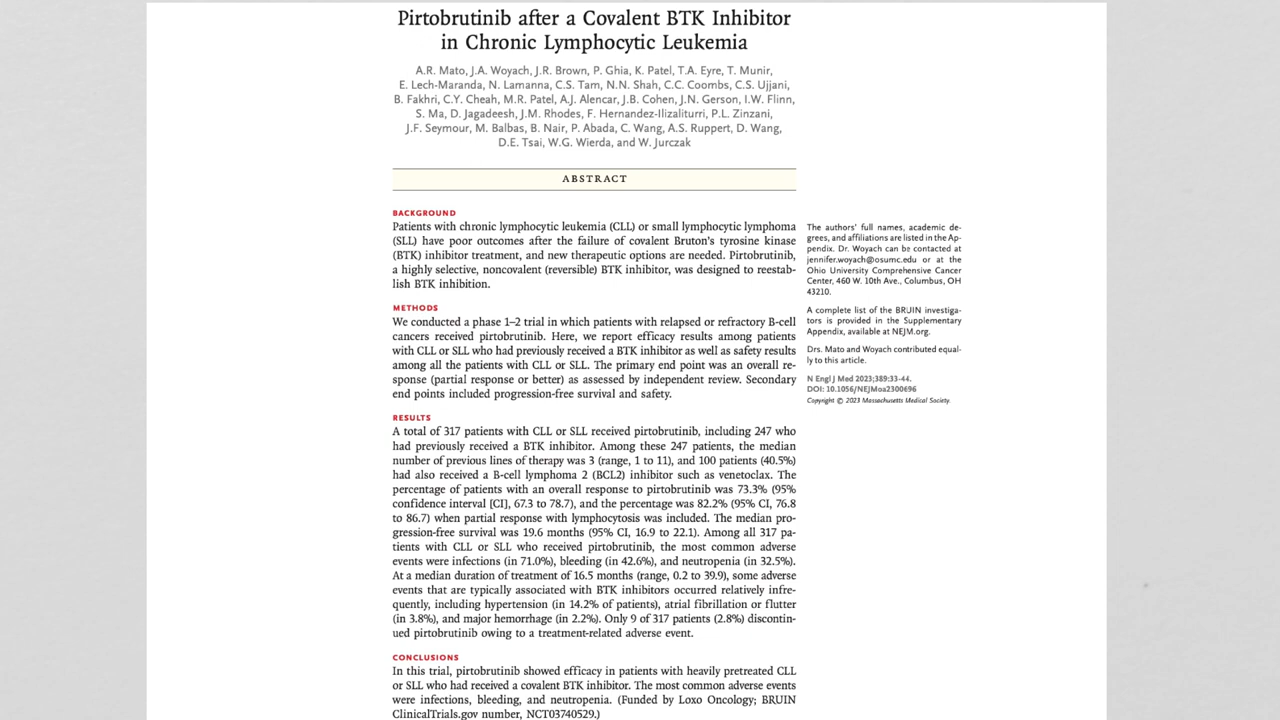 Pirtobrutinib after a Covalent BTK Inhibitor
in Chronic Lymphocytic Leukemia
A.R. Mato, J.A. Woyach, J.R. Brown, P. Ghia, K. Patel, T.A. Eyre, T. Munir,
E. Lech-Maranda, N. Lamanna, C.S. Tam, N.N. Shah, C.C. Coombs, C.S. Ujjani,
B. Fakhri, C.Y. Cheah, M.R. Patel, A.J. Alencar, J.B. Cohen, J.N. Gerson, I.W. Flinn,
S. Ma, D. Jagadeesh, J.M. Rhodes, F. Hernandez-Ilizaliturri, P.L. Zinzani,
J.F. Seymour, M. Balbas, B. Nair, P. Abada, C. Wang, A.S. Ruppert, D. Wang,
D.E. Tsai, W.G. Wierda, and W. Jurczak
ABSTRACT
BACKGROUND
Patients with chronic lymphocytic leukemia (CLL) or small lymphocytic lymphoma
(SLL) have poor outcomes after the failure of covalent Bruton's tyrosine kinase
(BTK) inhibitor treatment, and new therapeutic options are needed. Pirtobrutinib,
a highly selective, noncovalent (reversible) BTK inhibitor, was designed to reestab-
lish BTK inhibition.
METHODS
We conducted a phase 1–2 trial in which patients with relapsed or refractory B-cell
cancers received pirtobrutinib. Here, we report efficacy results among patients
with CLL or SLL who had previously received a BTK inhibitor as well as safety results
among all the patients with CLL or SLL. The primary end point was an overall re-
sponse (partial response or better) as assessed by independent review. Secondary
end points included progression-free survival and safety.
RESULTS
A total of 317 patients with CLL or SLL received pirtobrutinib, including 247 who
had previously received a BTK inhibitor. Among these 247 patients, the median
number of previous lines of therapy was 3 (range, 1 to 11), and 100 patients (40.5%)
had also received a B-cell lymphoma 2 (BCL2) inhibitor such as venetoclax. The
percentage of patients with an overall response to pirtobrutinib was 73.3% (95%
confidence interval [CI], 67.3 to 78.7), and the percentage was 82.2% (95% CI, 76.8
to 86.7) when partial response with lymphocytosis was included. The median pro-
gression-free survival was 19.6 months (95% CI, 16.9 to 22.1). Among all 317 pa-
tients with CLL or SLL who received pirtobrutinib, the most common adverse
events were infections (in 71.0%), bleeding (in 42.6%), and neutropenia (in 32.5%).
At a median duration of treatment of 16.5 months (range, 0.2 to 39.9), some adverse
events that are typically associated with BTK inhibitors occurred relatively infre-
quently, including hypertension (in 14.2% of patients), atrial fibrillation or flutter
(in 3.8%), and major hemorrhage (in 2.2%). Only 9 of 317 patients (2.8%) discontin-
ued pirtobrutinib owing to a treatment-related adverse event.
CONCLUSIONS
In this trial, pirtobrutinib showed efficacy in patients with heavily pretreated CLL
or SLL who had received a covalent BTK inhibitor. The most common adverse events
were infections, bleeding, and neutropenia. (Funded by Loxo Oncology; BRUIN
ClinicalTrials.gov number, NCT03740529.)
The authors' full names, academic de-
grees, and affiliations are listed in the Ap-
pendix. Dr. Woyach can be contacted at
jennifer.woyach@osumc.edu or at the
Ohio University Comprehensive Cancer
Center, 460 W. 10th Ave., Columbus, OH
43210.
A complete list of the BRUIN investiga-
tors is provided in the Supplementary
Appendix, available at NEJM.org.
Drs. Mato and Woyach contributed equal-
ly to this article.
N Engl J Med 2023;389:33-44.
DOI: 10.1056/NEJMoa2300696
Copyright © 2023 Massachusetts Medical Society.